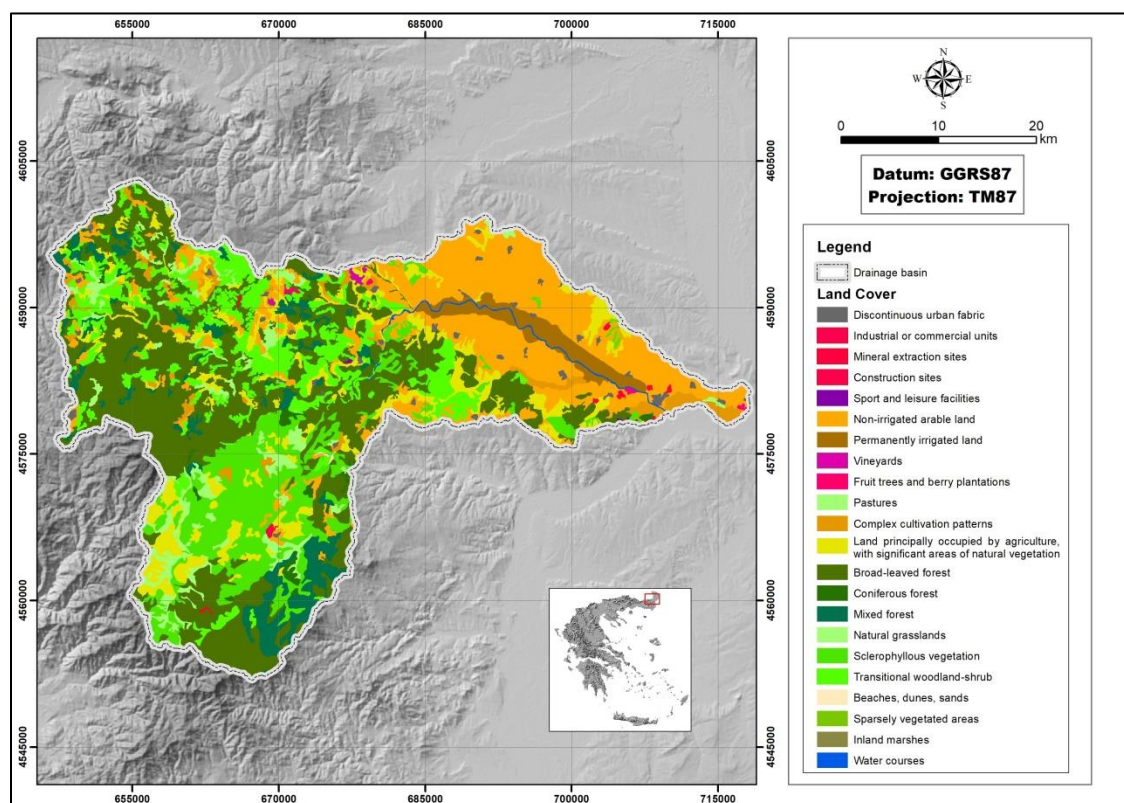 655000 670000 685000 700000 715000
4605000 4605000
4590000 4590000
4575000 4575000
4560000 4560000
4545000 4545000
655000 670000 685000 700000 715000
N
W E
S
0 10 20
km
Datum: GGRS87
Projection: TM87
Legend
Drainage basin
Land Cover
Discontinuous urban fabric
Industrial or commercial units
Mineral extraction sites
Construction sites
Sport and leisure facilities
Non-irrigated arable land
Permanently irrigated land
Vineyards
Fruit trees and berry plantations
Pastures
Complex cultivation patterns
Land principally occupied by agriculture,
with significant areas of natural vegetation
Broad-leaved forest
Coniferous forest
Mixed forest
Natural grasslands
Sclerophyllous vegetation
Transitional woodland-shrub
Beaches, dunes, sands
Sparsely vegetated areas
Inland marshes
Water courses